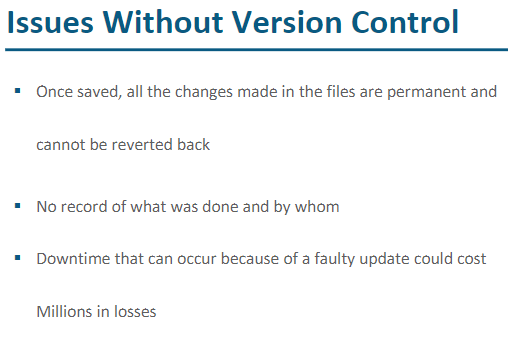 Issues Without Version Control
▪ Once saved, all the changes made in the files are permanent and
cannot be reverted back
▪ No record of what was done and by whom
▪ Downtime that can occur because of a faulty update could cost
Millions in losses